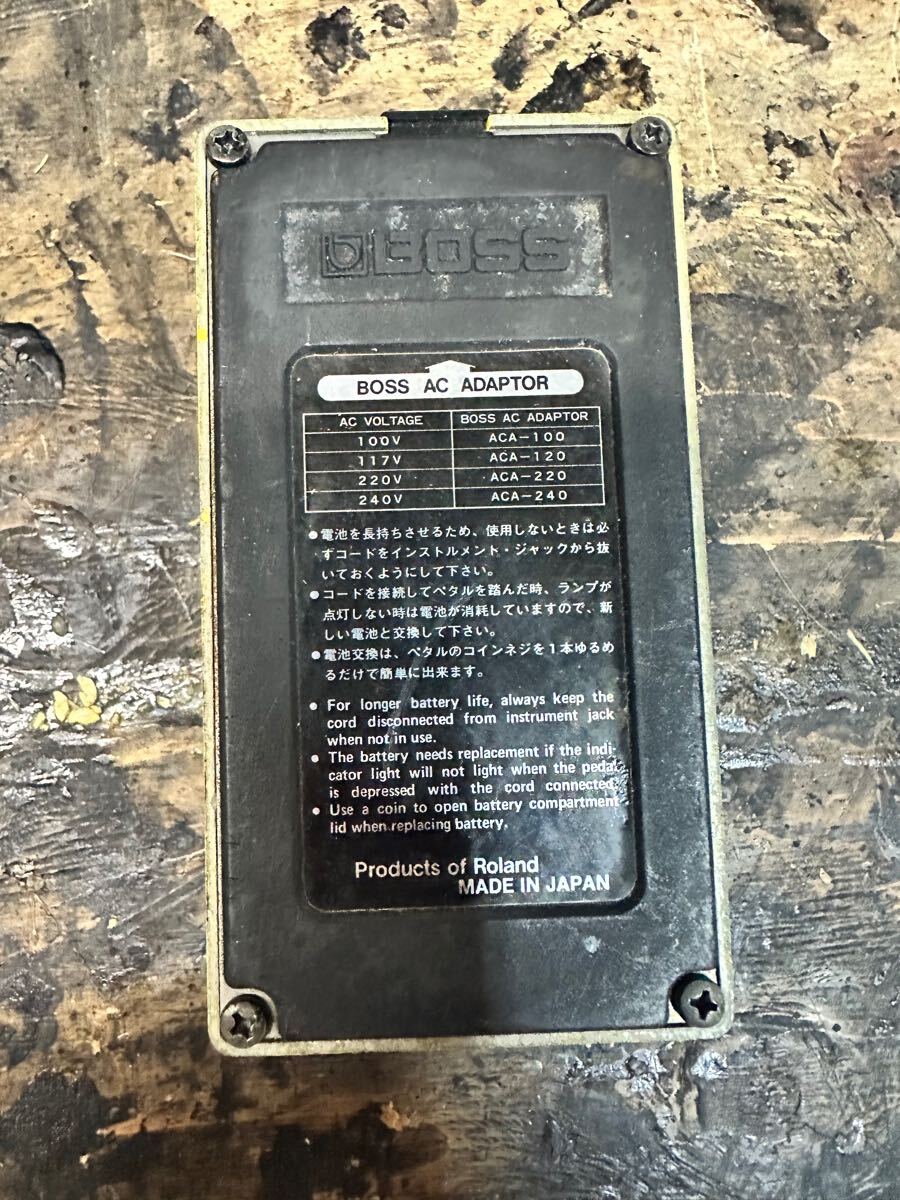 BOSS
BOSS AC ADAPTOR
AC VOLTAGE BOSS AC ADAPTOR
100V ACA-100
117V ACA-120
220V ACA-220
240V ACA-240
●電池を長持ちさせるため、使用しないときは必
ずコードをインストルメント・ジャックから抜
いておくようにして下さい。
●コードを接続してペタルを踏んだ時、ランプが
点灯しない時は電池が消耗していますので、新
しい電池と交換して下さい。
●電池交換は、ペタルのコインネジを1本ゆるめ
るだけで簡単に出来ます。
● For longer battery life, always keep the
cord disconnected from instrument jack
when not in use.
● The battery needs replacement if the indi-
cator light will not light when the pedal
is depressed with the cord connected.
● Use a coin to open battery compartment
lid when replacing battery.
Products of Roland
MADE IN JAPAN